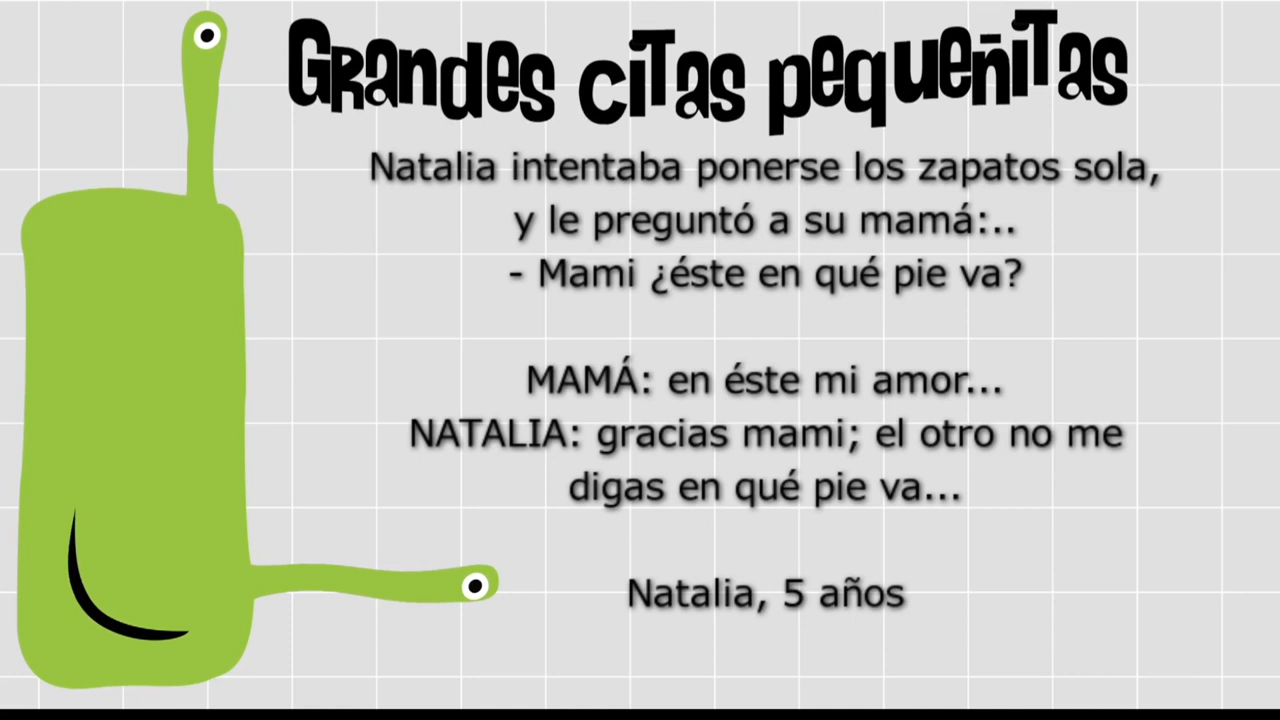 Grandes citas pequeñitas
Natalia intentaba ponerse los zapatos sola,
y le preguntó a su mamá:..
- Mami ¿éste en qué pie va?
MAMÁ: en éste mi amor...
NATALIA: gracias mami; el otro no me
digas en qué pie va...
Natalia, 5 años